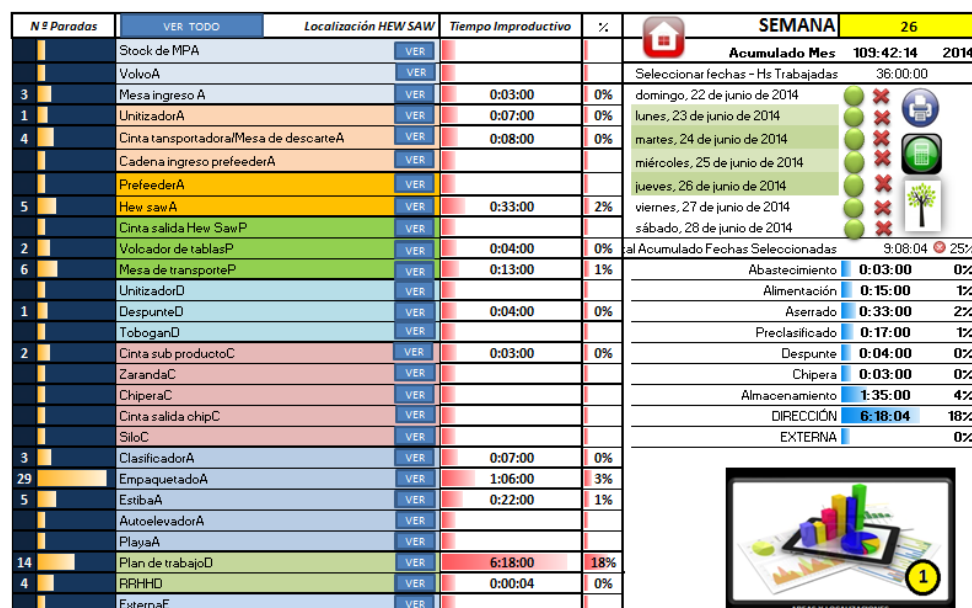 Nº Paradas VER TODO Localización HEW SAW Tiempo Improductivo %
Stock de MPA VER
VolvoA VER
3 Mesa ingreso A VER 0:03:00 0%
1 UnitizadorA VER 0:07:00 0%
4 Cinta tansportadora/Mesa de descarteA VER 0:08:00 0%
Cadena ingreso prefeederA VER
PrefeederA VER
5 Hew sawA VER 0:33:00 2%
Cinta salida Hew SawP VER
2 Volcador de tablasP VER 0:04:00 0%
6 Mesa de transporteP VER 0:13:00 1%
UnitizadorD VER
1 DespunteD VER 0:04:00 0%
ToboganD VER
2 Cinta sub productoC VER 0:03:00 0%
ZarandaC VER
ChiperaC VER
Cinta salida chipC VER
SiloC VER
3 ClasificadorA VER 0:07:00 0%
29 EmpaquetadoA VER 1:06:00 3%
5 EstibaA VER 0:22:00 1%
AutoelevadorA VER
PlayaA VER
14 Plan de trabajoD VER 6:18:00 18%
4 RRHHD VER 0:00:04 0%
ExternaE VER
SEMANA 26
Acumulado Mes 109:42:14 2014
Seleccionar fechas - Hs Trabajadas 36:00:00
domingo, 22 de junio de 2014
lunes, 23 de junio de 2014
martes, 24 de junio de 2014
miércoles, 25 de junio de 2014
jueves, 26 de junio de 2014
viernes, 27 de junio de 2014
sábado, 28 de junio de 2014
al Acumulado Fechas Seleccionadas 9:08:04 25%
Abastecimiento 0:03:00 0%
Alimentación 0:15:00 1%
Aserrado 0:33:00 2%
Preclasificado 0:17:00 1%
Despunte 0:04:00 0%
Chipera 0:03:00 0%
Almacenamiento 1:35:00 4%
DIRECCIÓN 6:18:04 18%
EXTERNA 0%
1